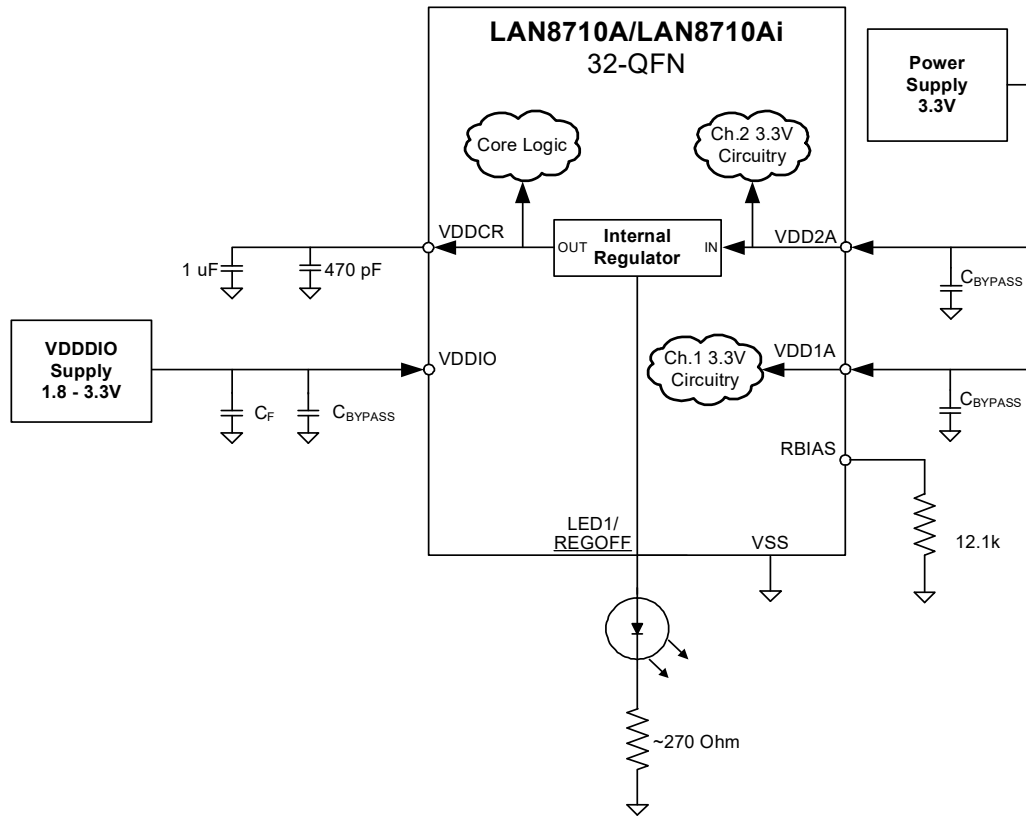 LAN8710A/LAN8710Ai
32-QFN
Power
Supply
3.3V
Core Logic
Ch.2 3.3V
Circuitry
VDDCR
OUT
Internal
Regulator
IN
VDD2A
1 uF
470 pF
CBYPASS
VDDDIO
Supply
1.8 - 3.3V
VDDIO
Ch.1 3.3V
Circuitry
VDD1A
CF
CBYPASS
CBYPASS
RBIAS
LED1/
REGOFF
VSS
12.1k
~270 Ohm